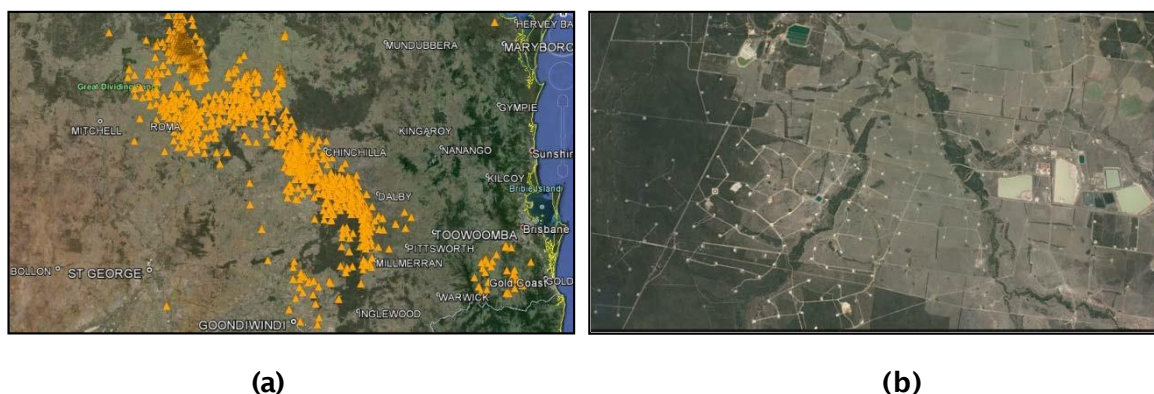 HERVEY BA
MUNDUBBERA
MARYBORO
Great Dividing
GYMPIE
MITCHELL
ROMA
KINGAROY
CHINCHILLA
NANANGO
Sunshin
KILCOY
Bribie Island
DALBY
TOOWOOMBA
Brisbane
PITTSWORTH
BOLLON
ST GEORGE
MILLMERRAN
Gold Coast
GOLD
WARWICK
INGLEWOOD
GOONDIWINDI
(a)
(b)